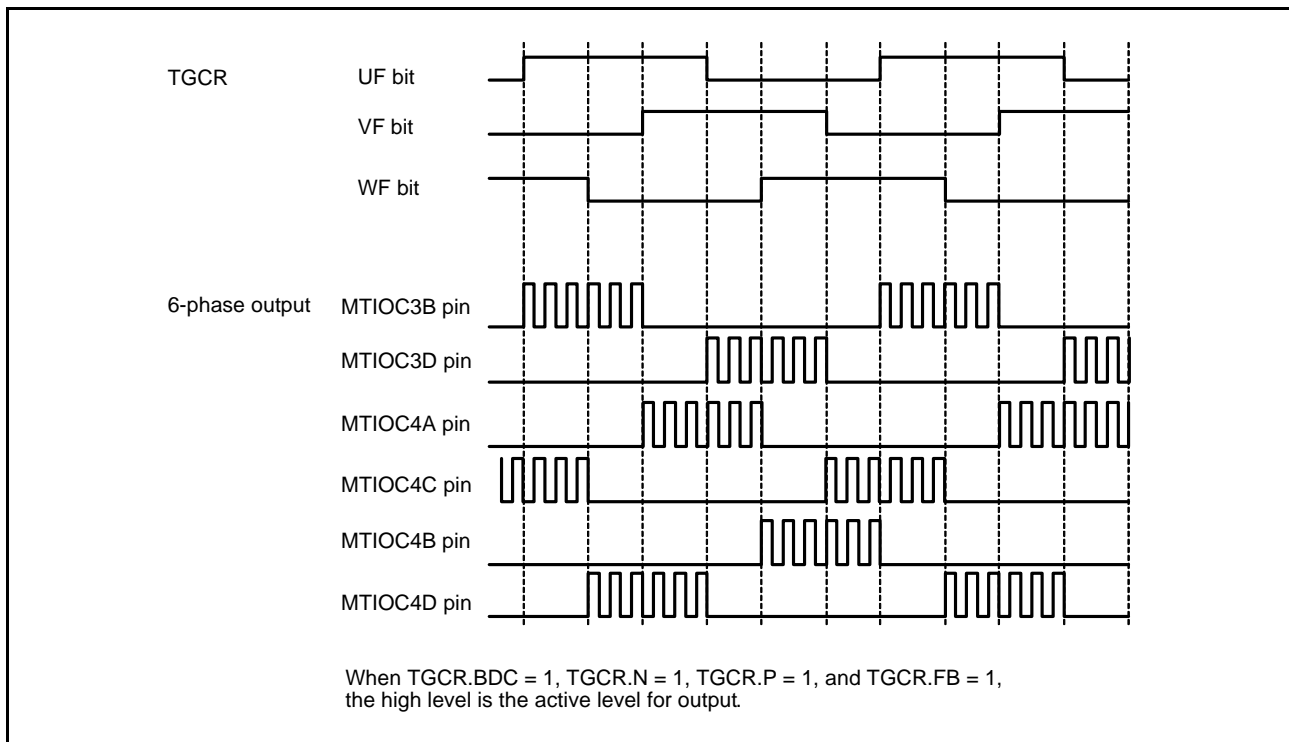 TGCR UF bit
VF bit
WF bit
6-phase output MTIOC3B pin
MTIOC3D pin
MTIOC4A pin
MTIOC4C pin
MTIOC4B pin
MTIOC4D pin
When TGCR.BDC = 1, TGCR.N = 1, TGCR.P = 1, and TGCR.FB = 1,
the high level is the active level for output.